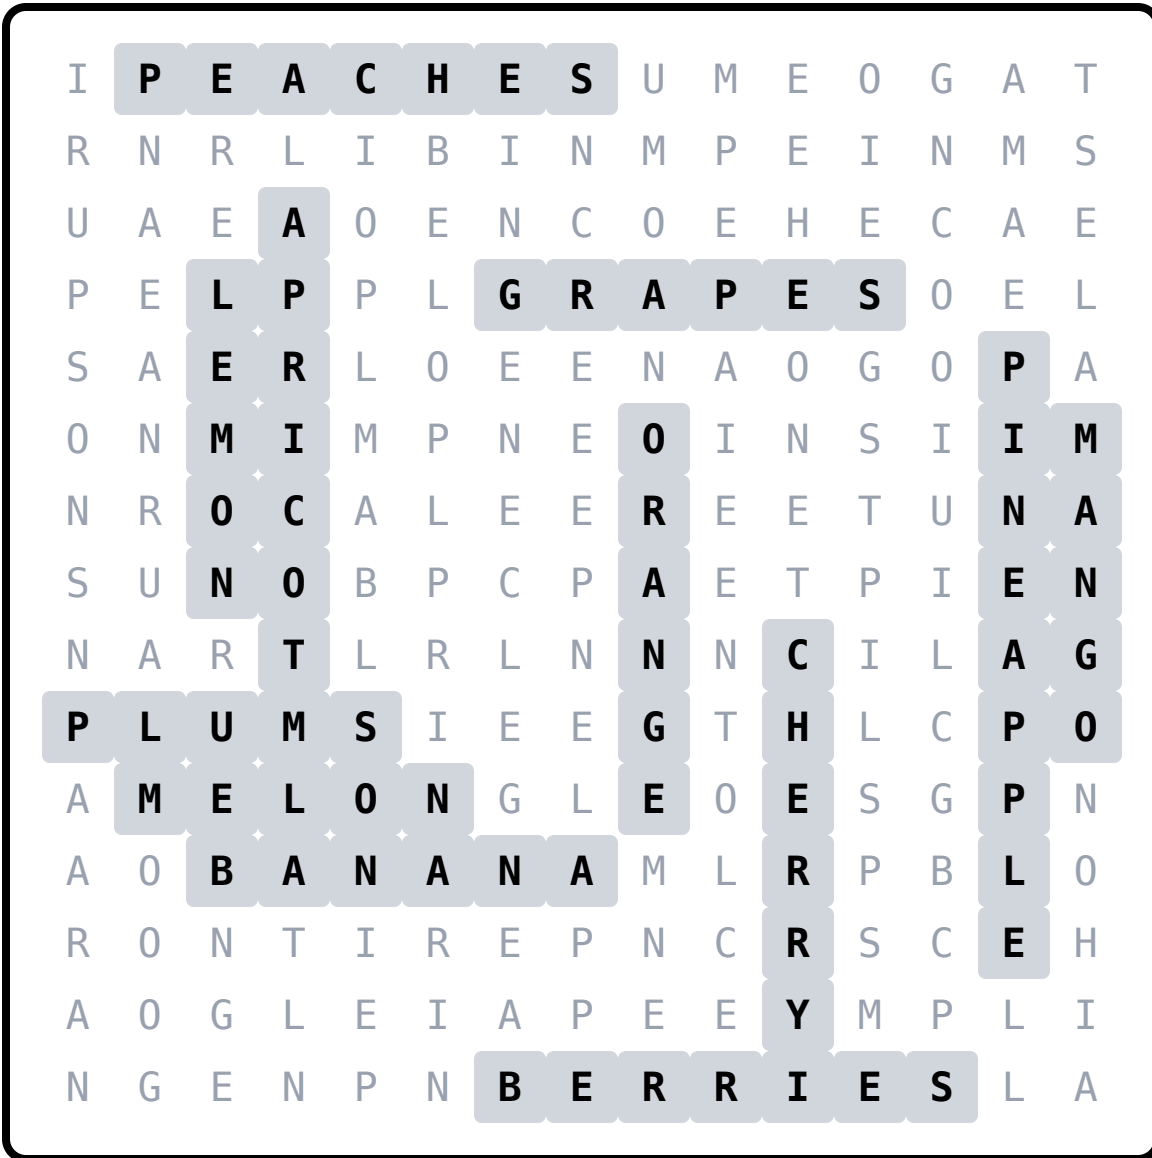 I P E A C H E S U M E O G A T
R N R L I B I N M P E I N M S
U A E A O E N C O E H E C A E
P E L P P L G R A P E S O E L
S A E R L O E E N A O G O P A
O N M I M P N E O I N S I I M
N R O C A L E E R E E T U N A
S U N O B P C P A E T P I E N
N A R T L R L N N N C I L A G
P L U M S I E E G T H L C P O
A M E L O N G L E O E S G P N
A O B A N A N A M L R P B L O
R O N T I R E P N C R S C E H
A O G L E I A P E E Y M P L I
N G E N P N B E R R I E S L A